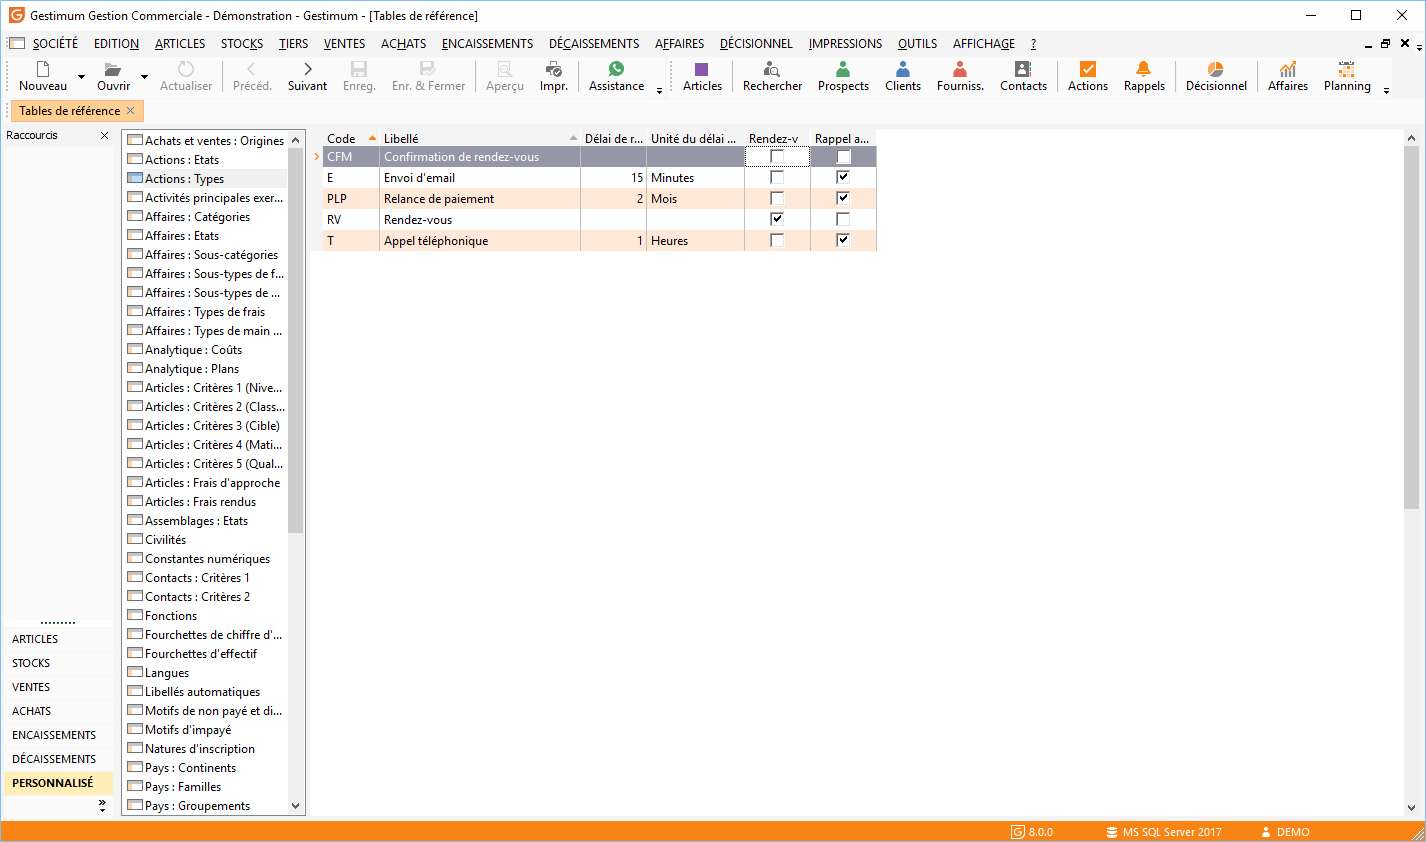 Gestimum Gestion Commerciale - Démonstration - Gestimum - [Tables de référence]
SOCIÉTÉ EDITION ARTICLES STOCKS TIERS VENTES ACHATS ENCAISSEMENTS DÉCAISSEMENTS AFFAIRES DÉCISIONNEL IMPRESSIONS OUTILS AFFICHAGE ?
Nouveau Ouvrir Actualiser Précéd. Suivant Enreg. Enr. & Fermer Aperçu Impr. Assistance Articles Rechercher Prospects Clients Fourniss. Contacts Actions Rappels Décisionnel Affaires Planning
Tables de référence
Raccourcis
ARTICLES
STOCKS
VENTES
ACHATS
ENCAISSEMENTS
DÉCAISSEMENTS
PERSONNALISÉ
Achats et ventes : Origines
Actions : Etats
Actions : Types
Activités principales exer...
Affaires : Catégories
Affaires : Etats
Affaires : Sous-catégories
Affaires : Sous-types de f...
Affaires : Sous-types de ...
Affaires : Types de frais
Affaires : Types de main ...
Analytique : Coûts
Analytique : Plans
Articles : Critères 1 (Nive...
Articles : Critères 2 (Class...
Articles : Critères 3 (Cible)
Articles : Critères 4 (Mati...
Articles : Critères 5 (Qual...
Articles : Frais d'approche
Articles : Frais rendus
Assemblages : Etats
Civilités
Constantes numériques
Contacts : Critères 1
Contacts : Critères 2
Fonctions
Fourchettes de chiffre d'...
Fourchettes d'effectif
Langues
Libellés automatiques
Motifs de non payé et di...
Motifs d'impayé
Natures d'inscription
Pays : Continents
Pays : Familles
Pays : Groupements
Code Libellé Délai de r... Unité du délai ... Rendez-v Rappel a...
CFM Confirmation de rendez-vous
E Envoi d'email 15 Minutes
PLP Relance de paiement 2 Mois
RV Rendez-vous
T Appel téléphonique 1 Heures
8.0.0 MS SQL Server 2017 DEMO